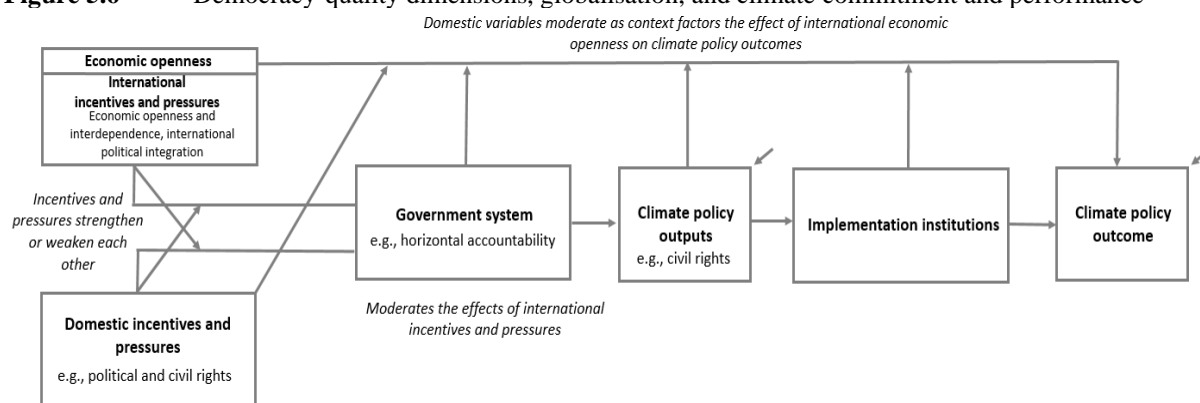 Figure 5.6 Democracy-quality dimensions, globalisation, and climate commitment and performance
Domestic variables moderate as context factors the effect of international economic
openness on climate policy outcomes
Economic openness
International
incentives and pressures
Economic openness and
interdependence, international
political integration
Incentives and
pressures strengthen
or weaken each
other
Government system
e.g., horizontal accountability
Climate policy
outputs
e.g., civil rights
Implementation institutions
Climate policy
outcome
Moderates the effects of international
incentives and pressures
Domestic incentives and
pressures
e.g., political and civil rights